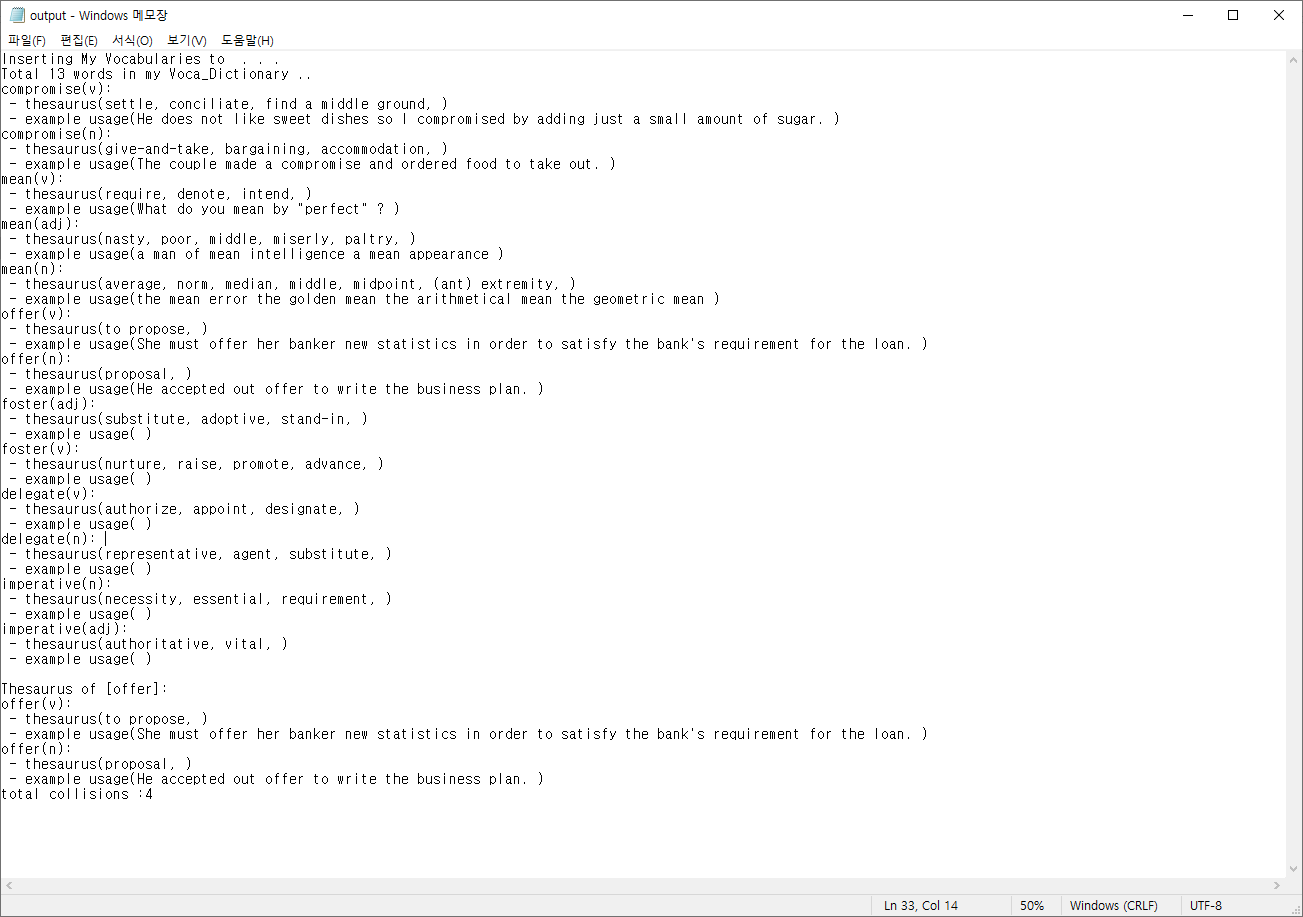 output - Windows 메모장
파일(F) 편집(E) 서식(O) 보기(V) 도움말(H)
Inserting My Vocabularies to  . . .
Total 13 words in my Voca_Dictionary ..
compromise(v):
 - thesaurus(settle, conciliate, find a middle ground, )
 - example usage(He does not like sweet dishes so I compromised by adding just a small amount of sugar. )
compromise(n):
 - thesaurus(give-and-take, bargaining, accommodation, )
 - example usage(The couple made a compromise and ordered food to take out. )
mean(v):
 - thesaurus(require, denote, intend, )
 - example usage(What do you mean by "perfect" ? )
mean(adj):
 - thesaurus(nasty, poor, middle, miserly, paltry, )
 - example usage(a man of mean intelligence a mean appearance )
mean(n):
 - thesaurus(average, norm, median, middle, midpoint, (ant) extremity, )
 - example usage(the mean error the golden mean the arithmetical mean the geometric mean )
offer(v):
 - thesaurus(to propose, )
 - example usage(She must offer her banker new statistics in order to satisfy the bank's requirement for the loan. )
offer(n):
 - thesaurus(proposal, )
 - example usage(He accepted out offer to write the business plan. )
foster(adj):
 - thesaurus(substitute, adoptive, stand-in, )
 - example usage( )
foster(v):
 - thesaurus(nurture, raise, promote, advance, )
 - example usage( )
delegate(v):
 - thesaurus(authorize, appoint, designate, )
 - example usage( )
delegate(n):
 - thesaurus(representative, agent, substitute, )
 - example usage( )
imperative(n):
 - thesaurus(necessity, essential, requirement, )
 - example usage( )
imperative(adj):
 - thesaurus(authoritative, vital, )
 - example usage( )

Thesaurus of [offer]:
offer(v):
 - thesaurus(to propose, )
 - example usage(She must offer her banker new statistics in order to satisfy the bank's requirement for the loan. )
offer(n):
 - thesaurus(proposal, )
 - example usage(He accepted out offer to write the business plan. )
total collisions :4
Ln 33, Col 14 50% Windows (CRLF) UTF-8